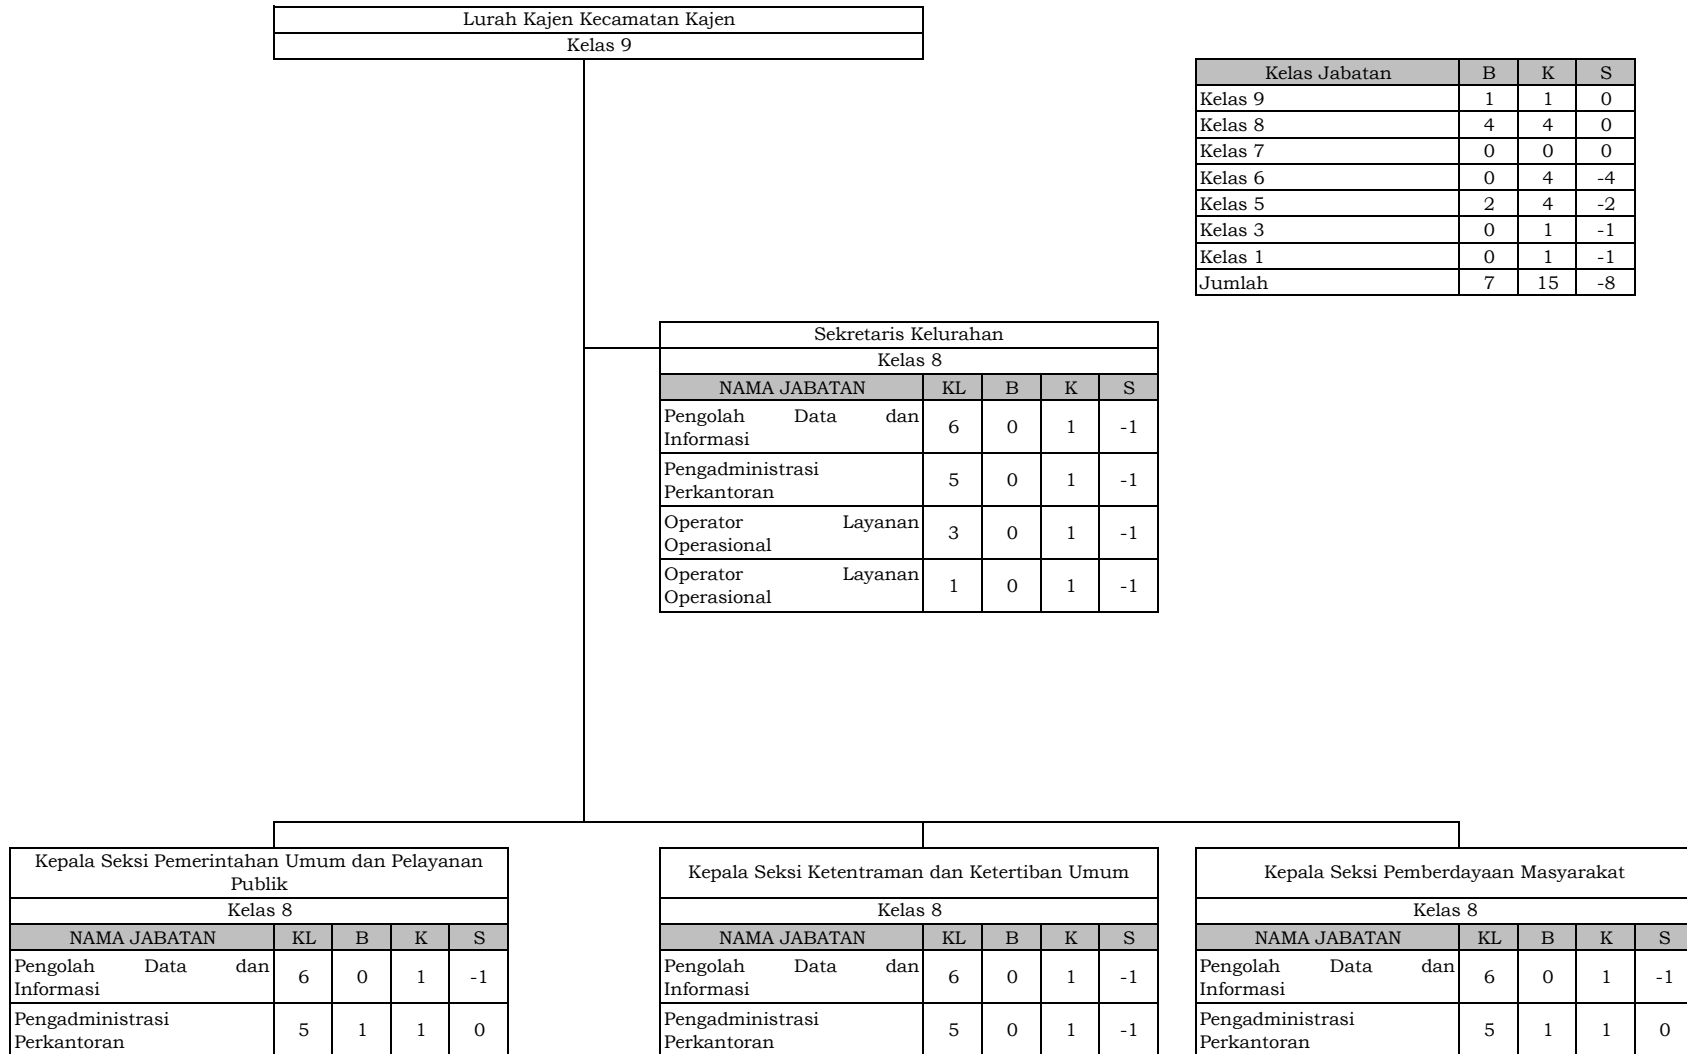 Lurah Kajen Kecamatan Kajen
Kelas 9
Kelas Jabatan B K S
Kelas 9 1 1 0
Kelas 8 4 4 0
Kelas 7 0 0 0
Kelas 6 0 4 -4
Kelas 5 2 4 -2
Kelas 3 0 1 -1
Kelas 1 0 1 -1
Jumlah 7 15 -8
Sekretaris Kelurahan
Kelas 8
NAMA JABATAN KL B K S
Pengolah Data dan
Informasi 6 0 1 -1
Pengadministrasi
Perkantoran 5 0 1 -1
Operator Layanan
Operasional 3 0 1 -1
Operator Layanan
Operasional 1 0 1 -1
Kepala Seksi Pemerintahan Umum dan Pelayanan
Publik
Kelas 8
NAMA JABATAN KL B K S
Pengolah Data dan
Informasi 6 0 1 -1
Pengadministrasi
Perkantoran 5 1 1 0
Kepala Seksi Ketentraman dan Ketertiban Umum
Kelas 8
NAMA JABATAN KL B K S
Pengolah Data dan
Informasi 6 0 1 -1
Pengadministrasi
Perkantoran 5 0 1 -1
Kepala Seksi Pemberdayaan Masyarakat
Kelas 8
NAMA JABATAN KL B K S
Pengolah Data dan
Informasi 6 0 1 -1
Pengadministrasi
Perkantoran 5 1 1 0